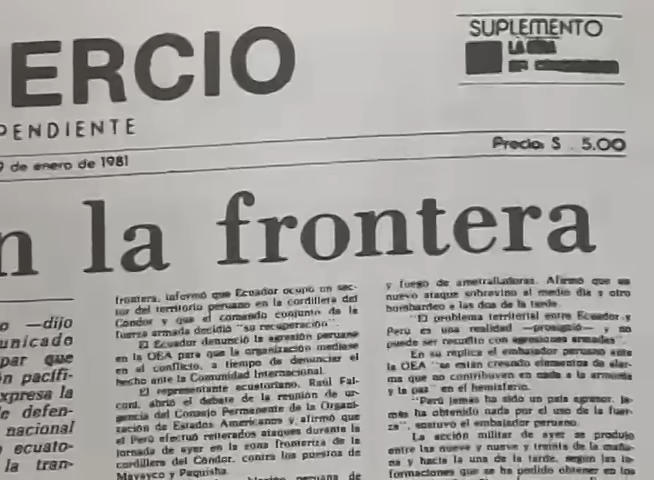 ERCIO
PENDIENTE
SUPLEMENTO
9 de enero de 1981
Precio: S . 5.00
n la frontera
o —dijo
unicado
par que
n pacífi-
xpresa la
e defen-
nacional
ecuato-
la tran-
frontera, informó que Ecuador ocupó un sec-
tor del territorio peruano en la cordillera del
Cóndor y que el comando conjunto de la
fuerza armada decidió "su recuperación".
El Ecuador denunció la agresión peruana
en la OEA para que la organización mediase
en el conflicto, a tiempo de denunciar el
hecho ante la Comunidad Internacional.
El representante ecuatoriano, Raúl Fal-
coní, abrió el debate de la reunión de ur-
gencia del Consejo Permanente de la Organi-
zación de Estados Americanos y afirmó que
el Perú efectuó reiterados ataques durante la
jornada de ayer en la zona fronteriza de la
cordillera del Cóndor, contra los puestos de
Mayayco y Paquisha.
peruana de
y fuego de ametralladoras. Afirmó que un
nuevo ataque sobrevino al medio día y otro
bombardeo a las dos de la tarde.
"El problema territorial entre Ecuador y
Perú es una realidad —prosiguió— y no
puede ser resuelto con agresiones armadas".
En su réplica el embajador peruano ante
la OEA "se están creando elementos de alar-
ma que no contribuyen en nada a la armonía
y la paz" en el hemisferio.
"Perú jamás ha sido un país agresor, ja-
más ha obtenido nada por el uso de la fuer-
za", sostuvo el embajador peruano.
La acción militar de ayer se produjo
entre las nueve y nueve y treinta de la maña-
na y hacia la una de la tarde, según las in-
formaciones que se ha podido obtener en los